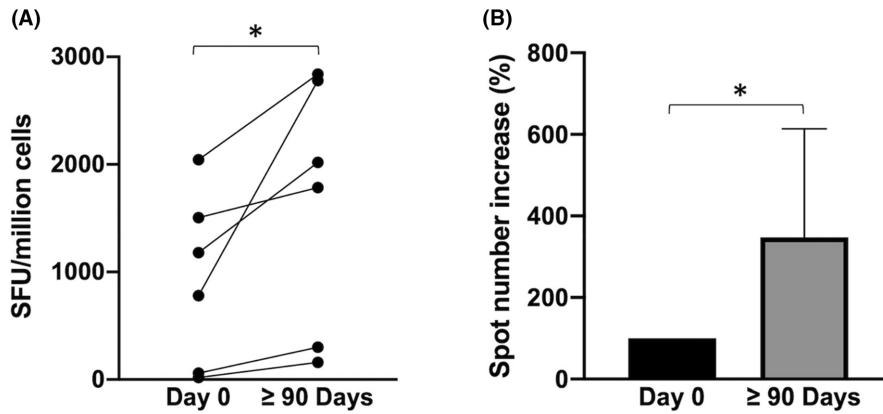 (A)
*
SFU/million cells
3000
2000
1000
0
Day 0
≥ 90 Days
(B)
*
Spot number increase (%)
800
600
400
200
0
Day 0
≥ 90 Days